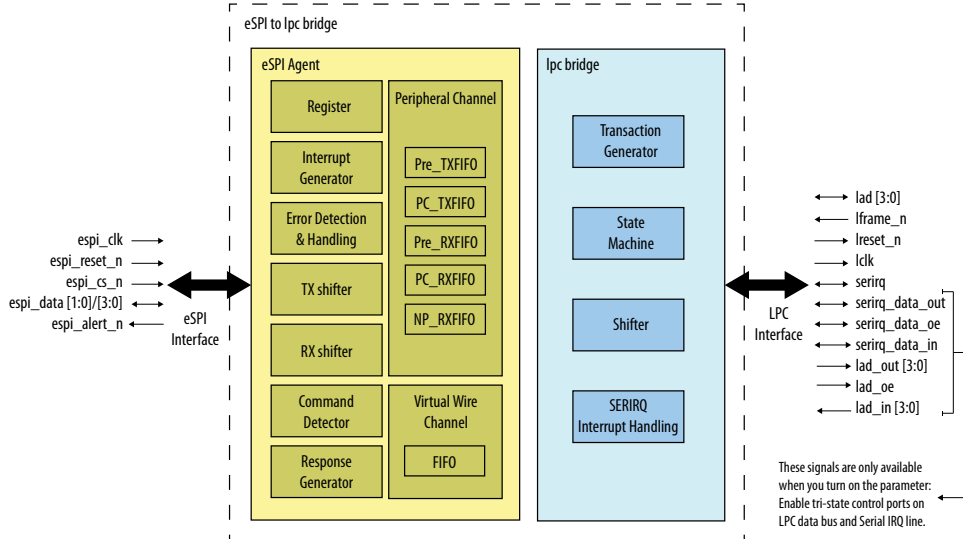 eSPI to lpc bridge
eSPI Agent
Register
Interrupt
Generator
Error Detection
& Handling
TX shifter
RX shifter
Command
Detector
Response
Generator
Peripheral Channel
Pre_TXFIFO
PC_TXFIFO
Pre_RXFIFO
PC_RXFIFO
NP_RXFIFO
Virtual Wire
Channel
FIFO
lpc bridge
Transaction
Generator
State
Machine
Shifter
SERIRQ
Interrupt Handling
espi_clk
espi_reset_n
espi_cs_n
espi_data [1:0]/[3:0]
espi_alert_n
eSPI
Interface
LPC
Interface
lad [3:0]
lframe_n
lreset_n
lclk
serirq
serirq_data_out
serirq_data_oe
serirq_data_in
lad_out [3:0]
lad_oe
lad_in [3:0]
These signals are only available
when you turn on the parameter:
Enable tri-state control ports on
LPC data bus and Serial IRQ line.